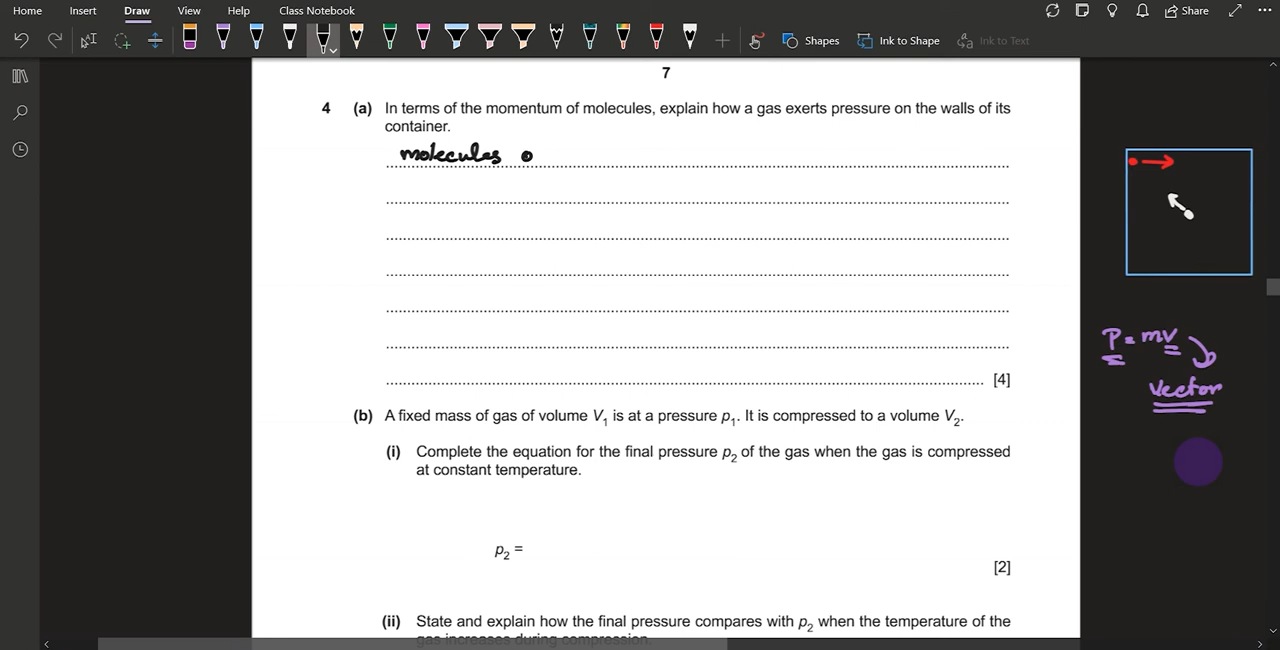 Home Insert Draw View Help Class Notebook Share
Shapes Ink to Shape Ink to Text
7
4 (a) In terms of the momentum of molecules, explain how a gas exerts pressure on the walls of its
container.
molecules
[4]
P = mv
vector
(b) A fixed mass of gas of volume V₁ is at a pressure p₁. It is compressed to a volume V₂.
(i) Complete the equation for the final pressure p₂ of the gas when the gas is compressed
at constant temperature.
p₂ =
[2]
(ii) State and explain how the final pressure compares with p₂ when the temperature of the
gas increases during compression.